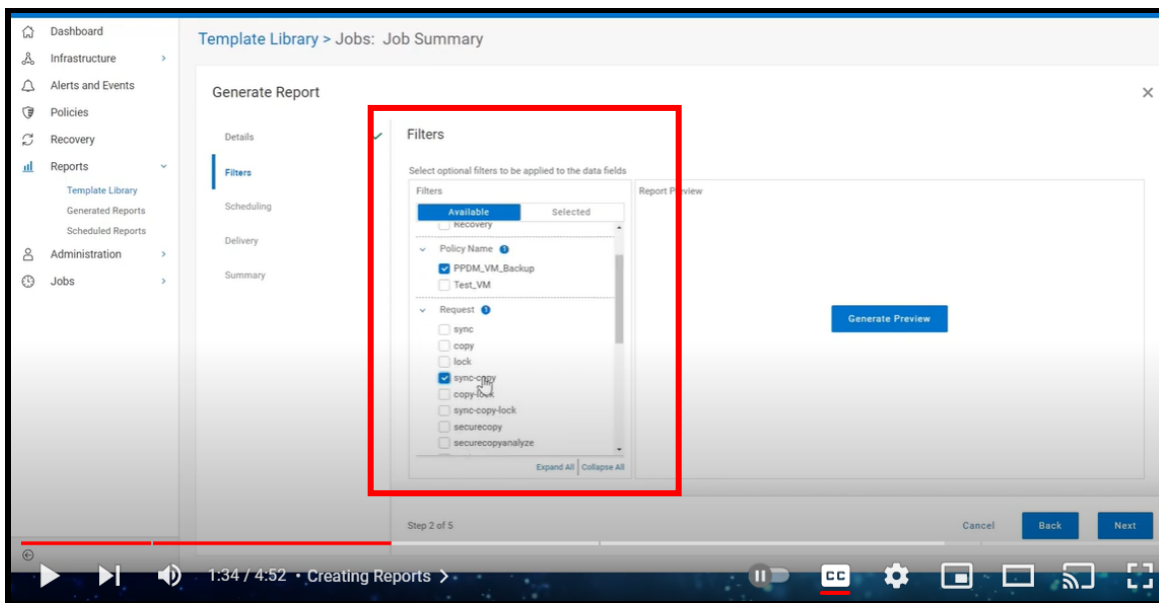 Dashboard
Infrastructure
Alerts and Events
Policies
Recovery
Reports
Template Library
Generated Reports
Scheduled Reports
Administration
Jobs
Template Library > Jobs: Job Summary
Generate Report
Details
Filters
Scheduling
Delivery
Summary
Filters
Select optional filters to be applied to the data fields
Filters
Available Selected
Recovery
Policy Name 1
PPDM_VM_Backup
Test_VM
Request 1
sync
copy
lock
sync-copy
copy-lock
sync-copy-lock
securecopy
securecopyanalyze
Expand All Collapse All
Report Preview
Generate Preview
Step 2 of 5
Cancel Back Next
1:34 / 4:52 • Creating Reports
CC